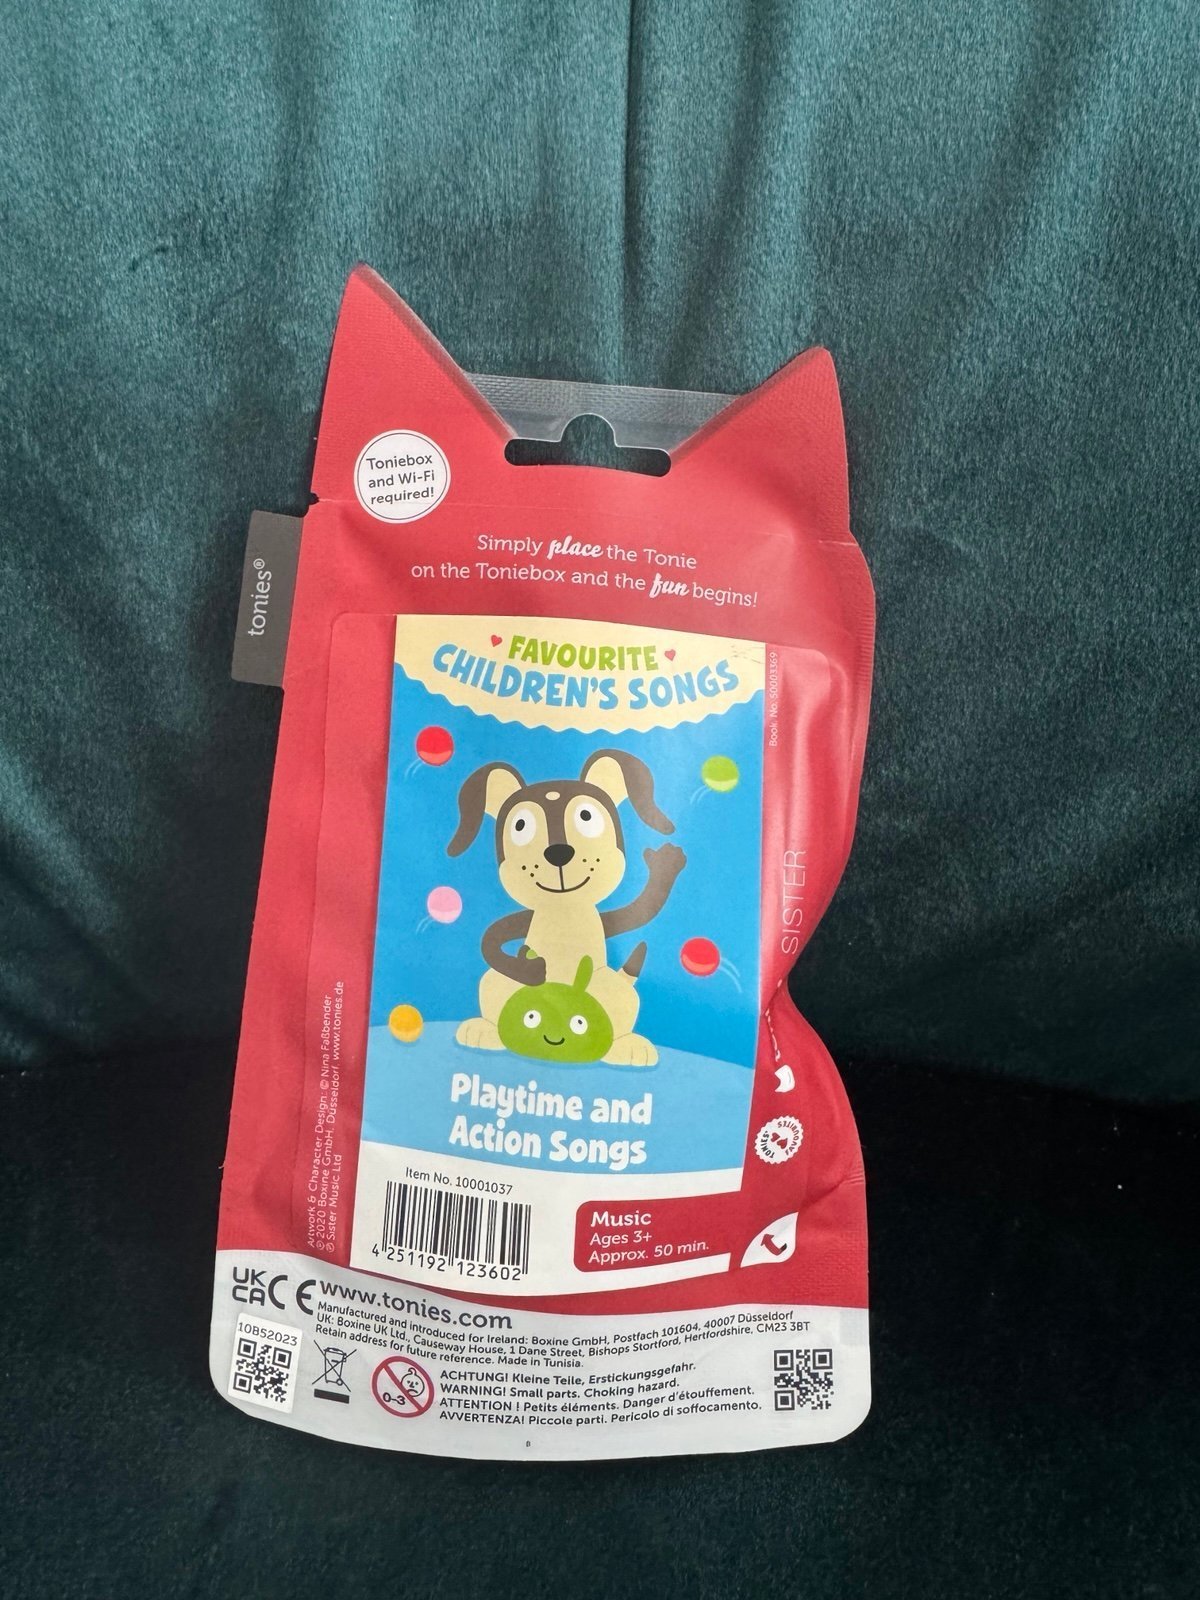 Toniebox
and Wi-Fi
required!
Simply place the Tonie
on the Toniebox and the fun begins!
tonies®
FAVOURITE
CHILDREN'S SONGS
Book. No. 50003369
SISTER
Playtime and
Action Songs
TONIES-
FAVOURITES
Artwork & Character Design: © Nina Faßbender
© 2020 Boxine GmbH, Düsseldorf. www.tonies.de
℗ Sister Music Ltd
Item No. 10001037
4 251192 123602
Music
Ages 3+
Approx. 50 min.
UK
CA CE
www.tonies.com
Manufactured and introduced for Ireland: Boxine GmbH, Postfach 101604, 40007 Düsseldorf
UK: Boxine UK Ltd., Causeway House, 1 Dane Street, Bishops Stortford, Hertfordshire, CM23 3BT
Retain address for future reference. Made in Tunisia.
10B52023
0-3
ACHTUNG! Kleine Teile, Erstickungsgefahr.
WARNING! Small parts. Choking hazard.
ATTENTION ! Petits éléments. Danger d'étouffement.
AVVERTENZA! Piccole parti. Pericolo di soffocamento.
B